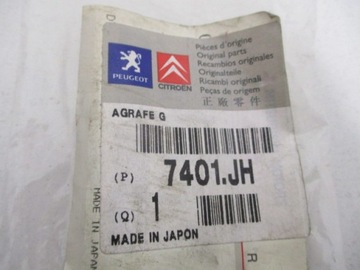 D
Pièces d'origine
Original parts
Recambios originales
Originalteile
Ricambi originali
Peças de origem
正廠零件
PEUGEOT
CITROËN
AGRAFE G
(P) 7401.JH
(Q) 1
MADE IN JAPON
MADE IN JAPAN
R